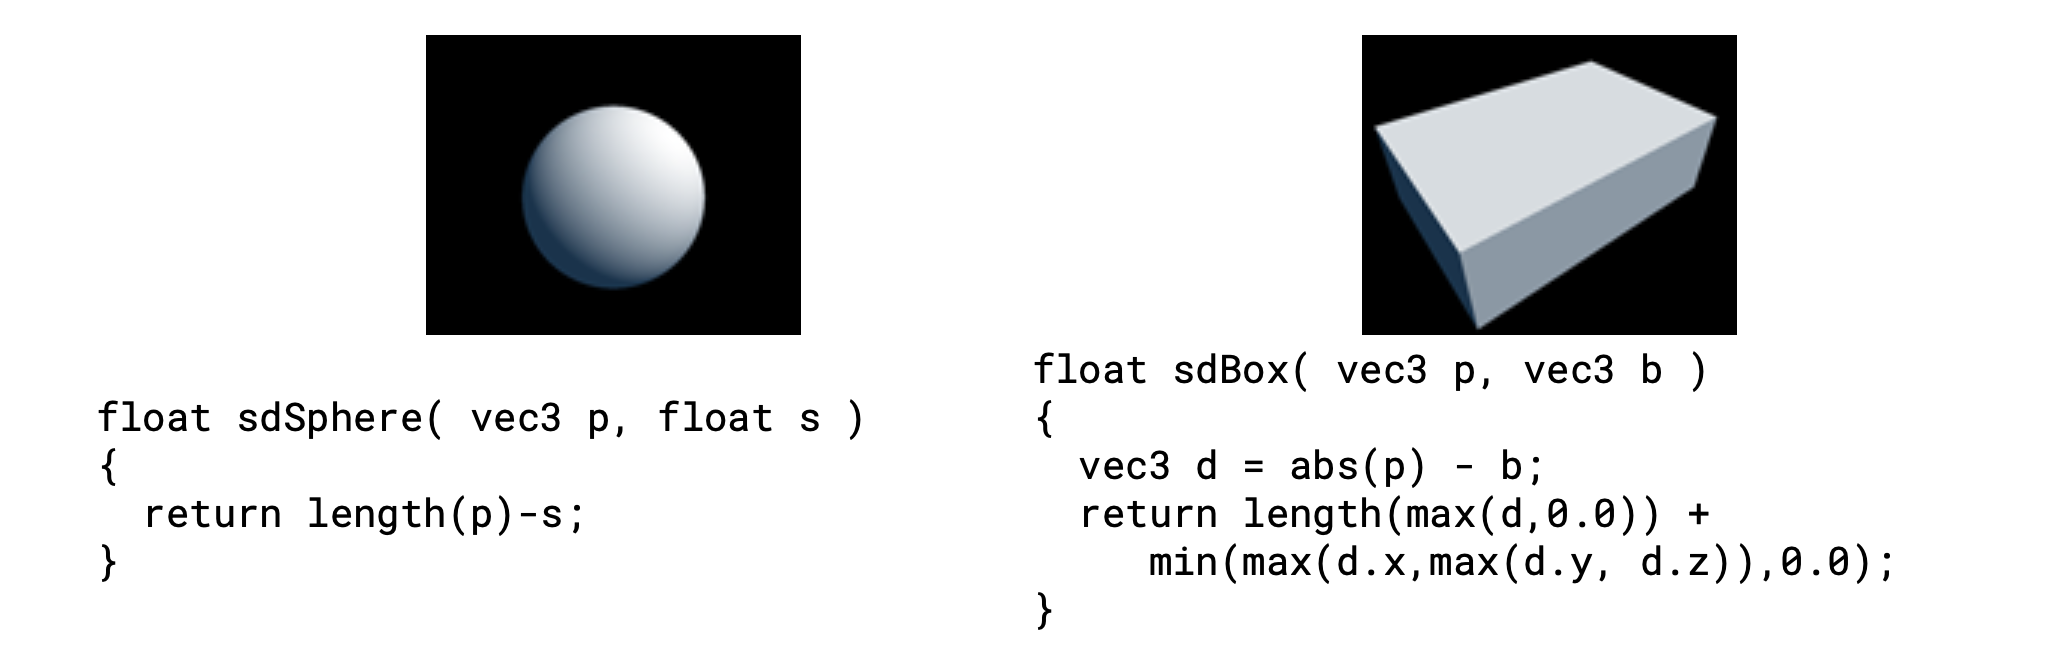 float sdSphere( vec3 p, float s )
{
  return length(p)-s;
}
float sdBox( vec3 p, vec3 b )
{
  vec3 d = abs(p) - b;
  return length(max(d,0.0)) +
     min(max(d.x,max(d.y, d.z)),0.0);
}